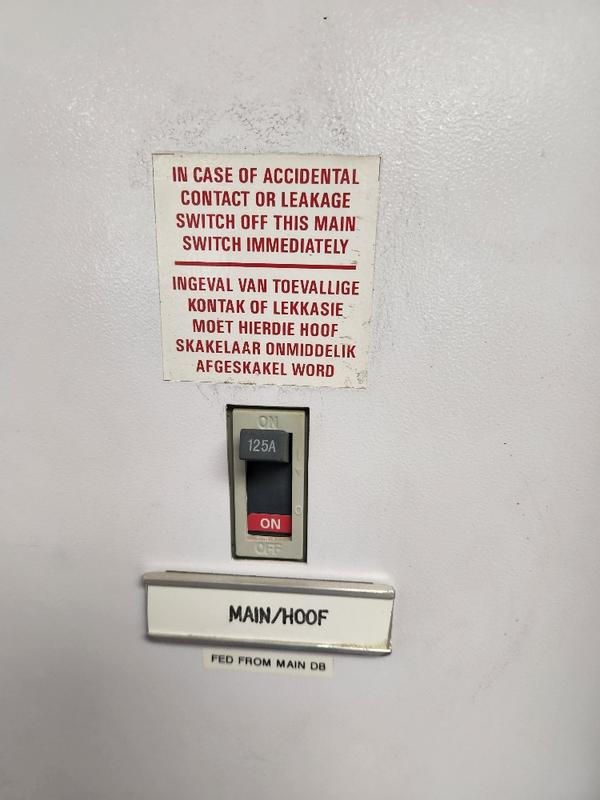 IN CASE OF ACCIDENTAL
CONTACT OR LEAKAGE
SWITCH OFF THIS MAIN
SWITCH IMMEDIATELY
INGEVAL VAN TOEVALLIGE
KONTAK OF LEKKASIE
MOET HIERDIE HOOF
SKAKELAAR ONMIDDELIK
AFGESKAKEL WORD
ON
125A
I
O
ON
OFF
MAIN/HOOF
FED FROM MAIN DB